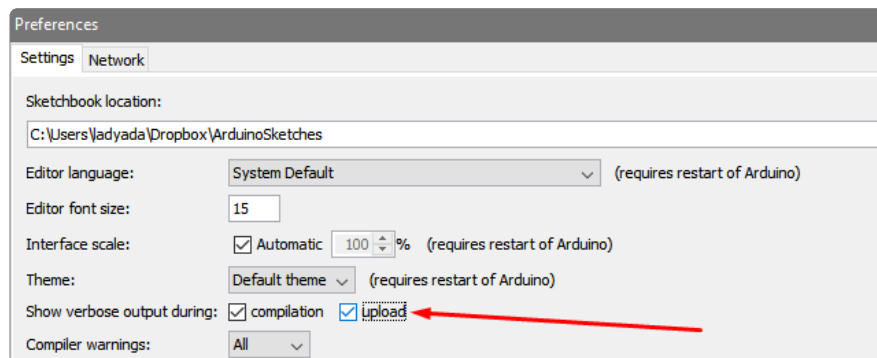 Preferences
Settings Network
Sketchbook location:
C:\Users\ladyada\Dropbox\ArduinoSketches
Editor language: System Default (requires restart of Arduino)
Editor font size: 15
Interface scale: Automatic 100 % (requires restart of Arduino)
Theme: Default theme (requires restart of Arduino)
Show verbose output during: compilation upload
Compiler warnings: All